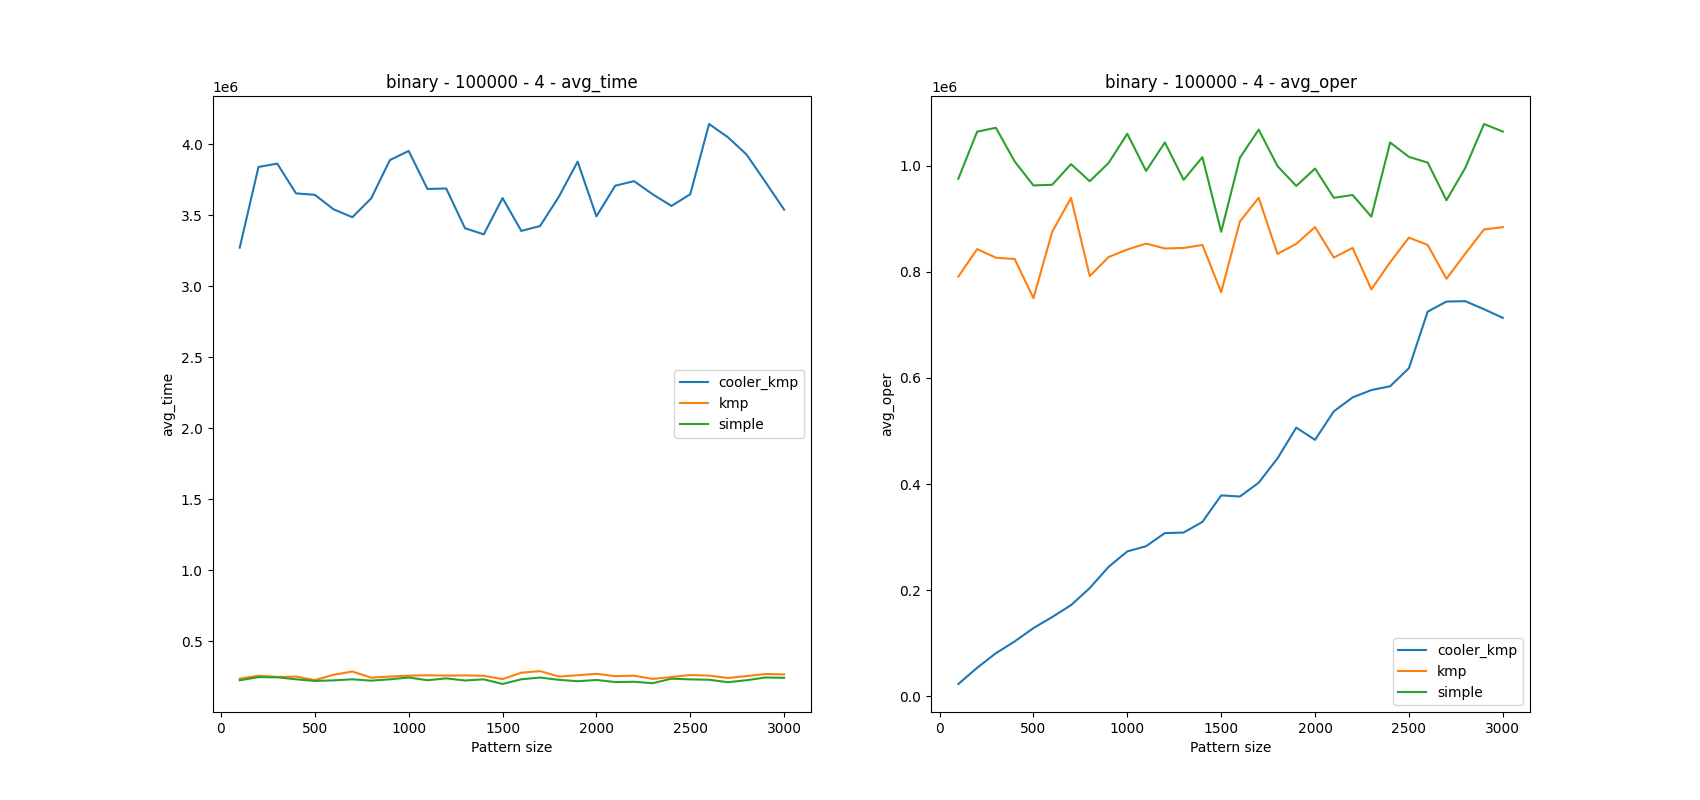 binary - 100000 - 4 - avg_time
1e6
4.0
3.5
3.0
2.5
2.0
1.5
1.0
0.5
avg_time
cooler_kmp
kmp
simple
0 500 1000 1500 2000 2500 3000
Pattern size
binary - 100000 - 4 - avg_oper
1e6
1.0
0.8
0.6
0.4
0.2
0.0
avg_oper
cooler_kmp
kmp
simple
0 500 1000 1500 2000 2500 3000
Pattern size